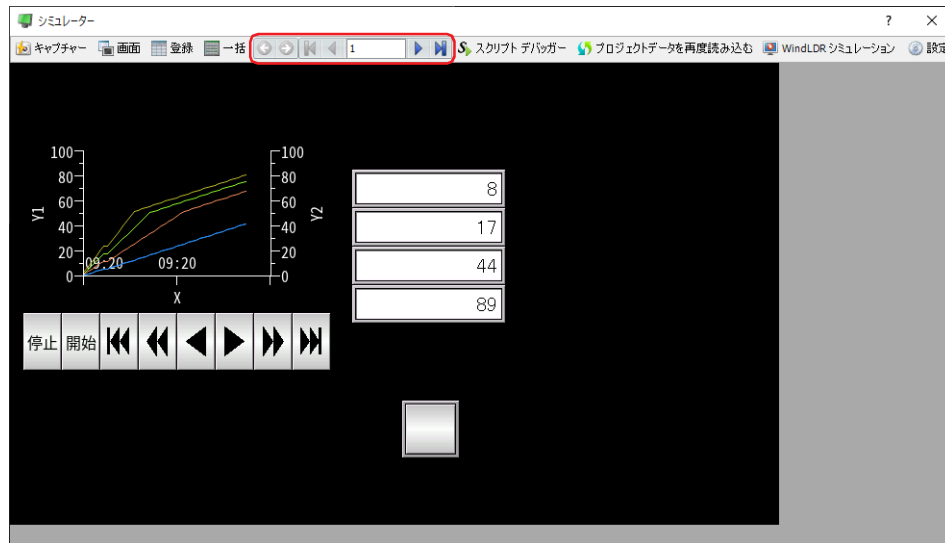 シミュレーター
? ×
キャプチャー 画面 登録 一括 1 スクリプト デバッガー プロジェクトデータを再度読み込む WindLDR シミュレーション 設定
100 100
80 80
60 60
Y1 Y2
40 40
20 20
0 09:20 09:20 0
X
8
17
44
89
停止 開始